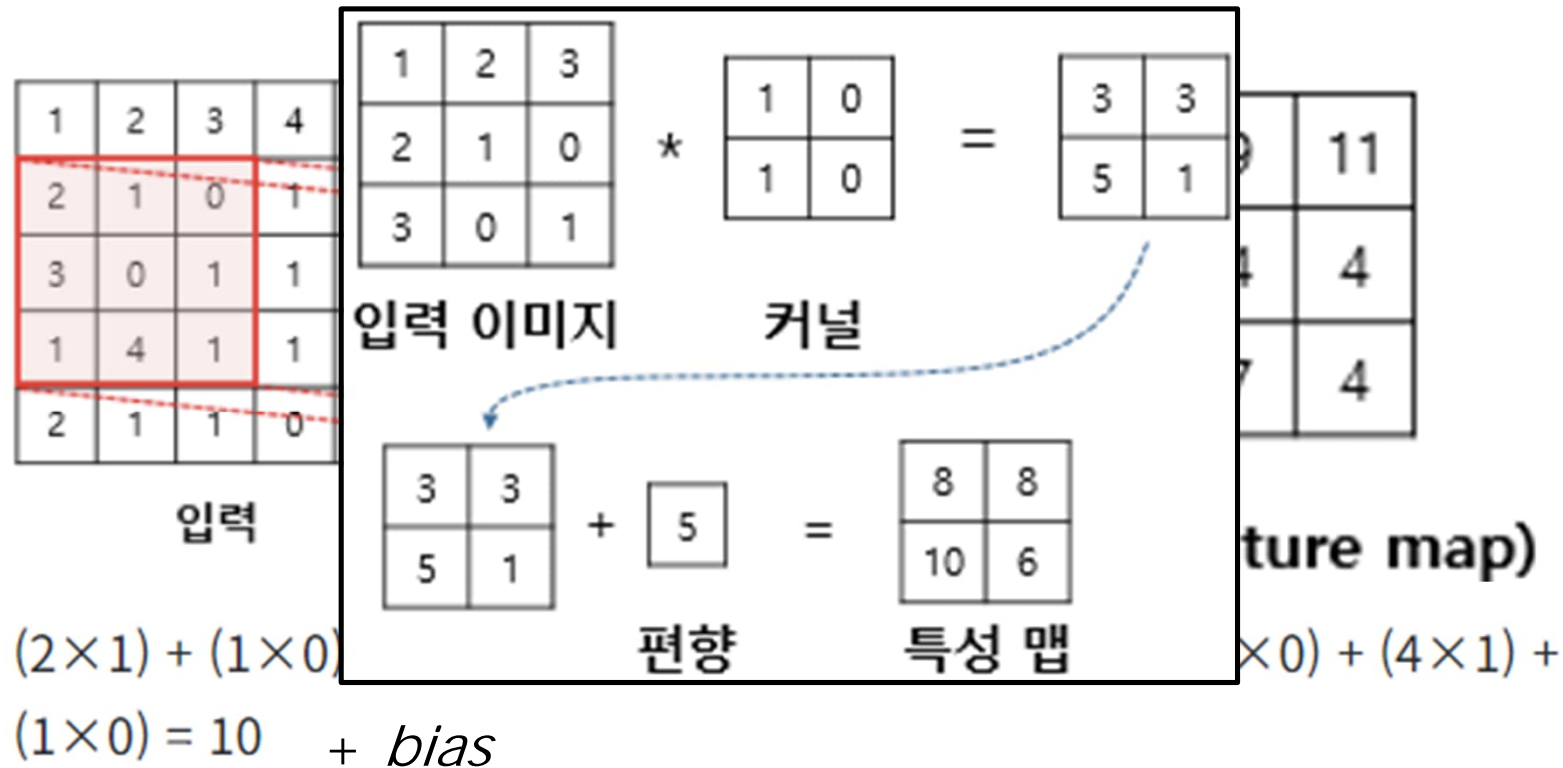 1 2 3 4
2 1 0 1
3 0 1 1
1 4 1 1
2 1 1 0
입력
(2×1) + (1×0)
(1×0) = 10 + bias
1 2 3
2 1 0
3 0 1
입력 이미지
*
1 0
1 0
커널
=
3 3
5 1
3 3
5 1
+
5
편향
=
8 8
10 6
특성 맵
11
4
4
ture map)
×0) + (4×1) +